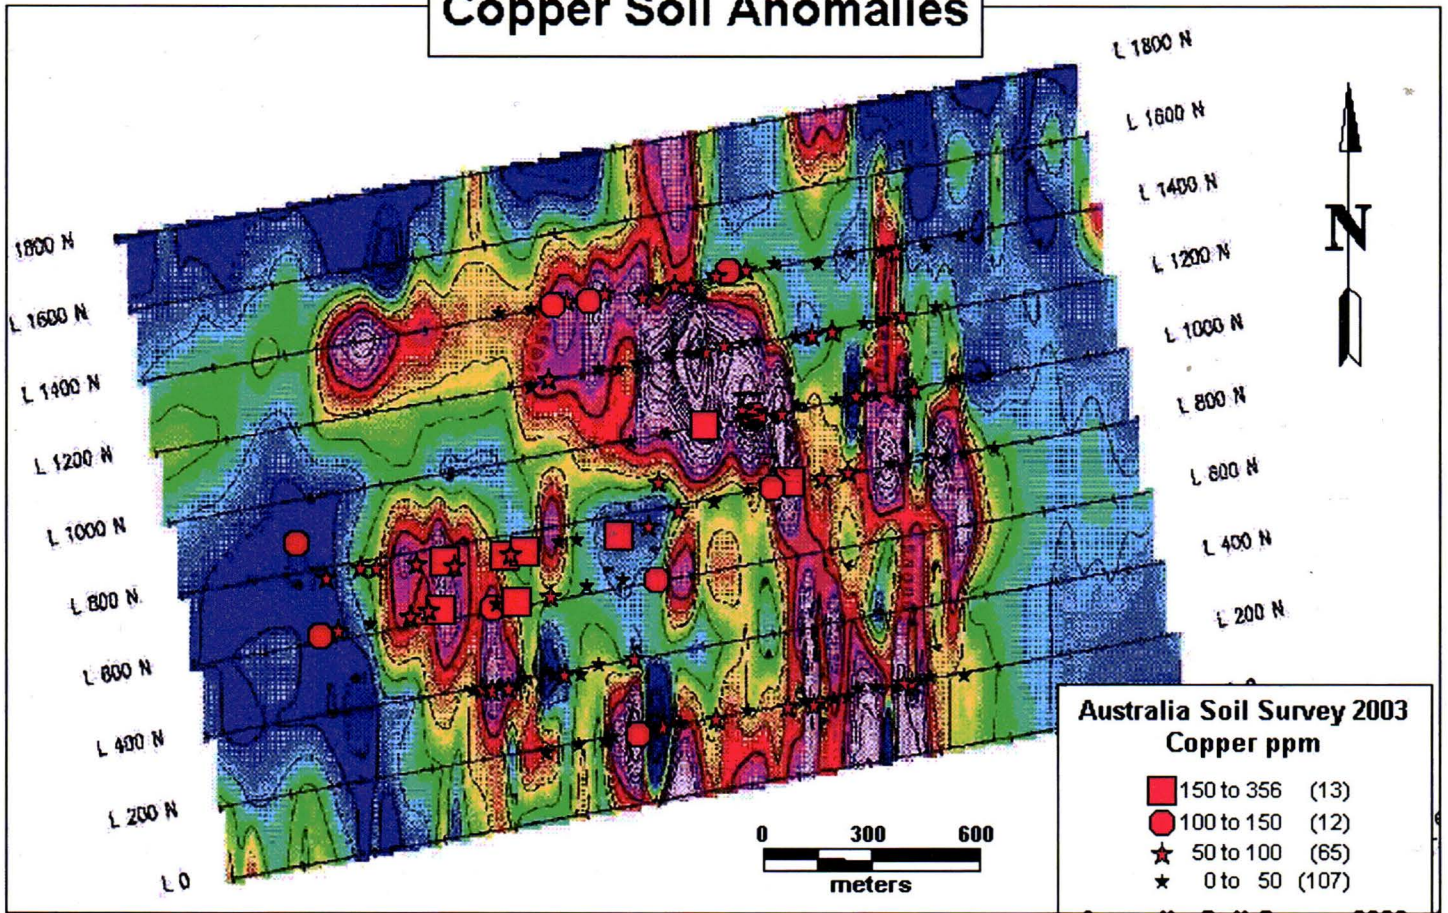 Copper Soil Anomalies
L 1800 N
L 1600 N
L 1400 N
L 1200 N
L 1000 N
L 800 N
L 600 N
L 400 N
L 200 N
1800 N
L 1600 N
L 1400 N
L 1200 N
L 1000 N
L 800 N
L 600 N
L 400 N
L 200 N
L 0
N
Australia Soil Survey 2003
Copper ppm
150 to 356 (13)
100 to 150 (12)
50 to 100 (65)
0 to 50 (107)
0 300 600
meters